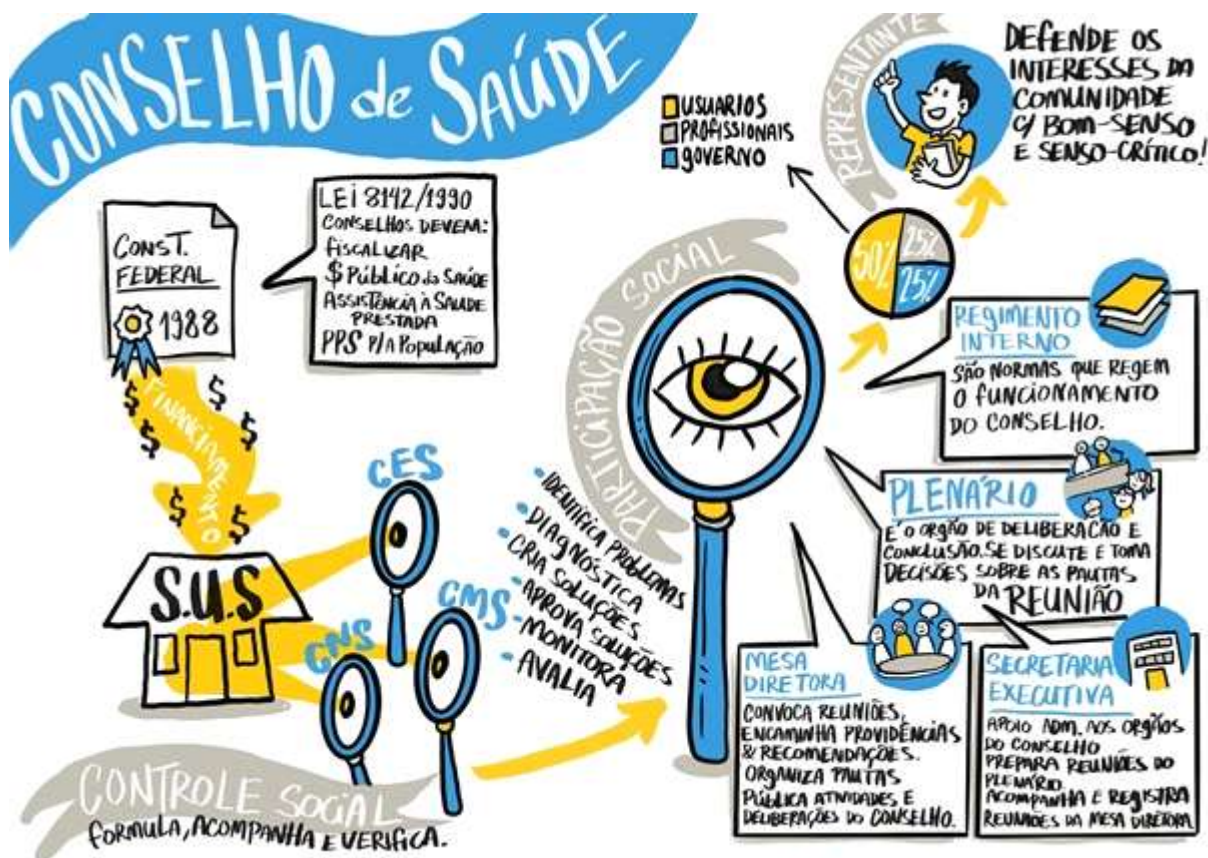 CONSELHO de SAÚDE
CONST.
FEDERAL
1988
LEI 8142/1990
CONSELHOS DEVEM:
FISCALIZAR
$ PÚBLICO da SAÚDE
ASSISTÊNCIA À SAUDE
PRESTADA
PPS P/A POPULAÇÃO
FINANCIAMENTO
$ $ $ $ $ $
S.U.S
CES
CMS
CNS
CONTROLE SOCIAL
FORMULA, ACOMPANHA E VERIFICA.
• IDENTIFICA PROBLEMAS
• DIAGNÓSTICA
• CRIA SOLUÇÕES
• APROVA SOLUÇÕES
• MONITORA
• AVALIA
PARTICIPAÇÃO SOCIAL
USUARIOS
PROFISSIONAIS
GOVERNO
50%
25%
25%
REPRESENTANTE
DEFENDE OS
INTERESSES DA
COMUNIDADE
C/ BOM-SENSO
E SENSO-CRÍTICO!
REGIMENTO
INTERNO
SÃO NORMAS QUE REGEM
O FUNCIONAMENTO
DO CONSELHO.
PLENÁRIO
É O ORGÃO DE DELIBERAÇÃO E
CONCLUSÃO. SE DISCUTE E TOMA
DECISÕES SOBRE AS PAUTAS
DA REUNIÃO
MESA
DIRETORA
CONVOCA REUNIÕES,
ENCAMINHA PROVIDÊNCIAS
& RECOMENDAÇÕES.
ORGANIZA PAUTAS
PÚBLICA ATIVIDADES E
DELIBERAÇÕES DO CONSELHO.
SECRETARIA
EXECUTIVA
APOIO ADM. AOS ORGÃOS
DO CONSELHO
PREPARA REUNIÕES DO
PLENÁRIO.
ACOMPANHA E REGISTRA
REUNIÕES DA MESA DIRETORA